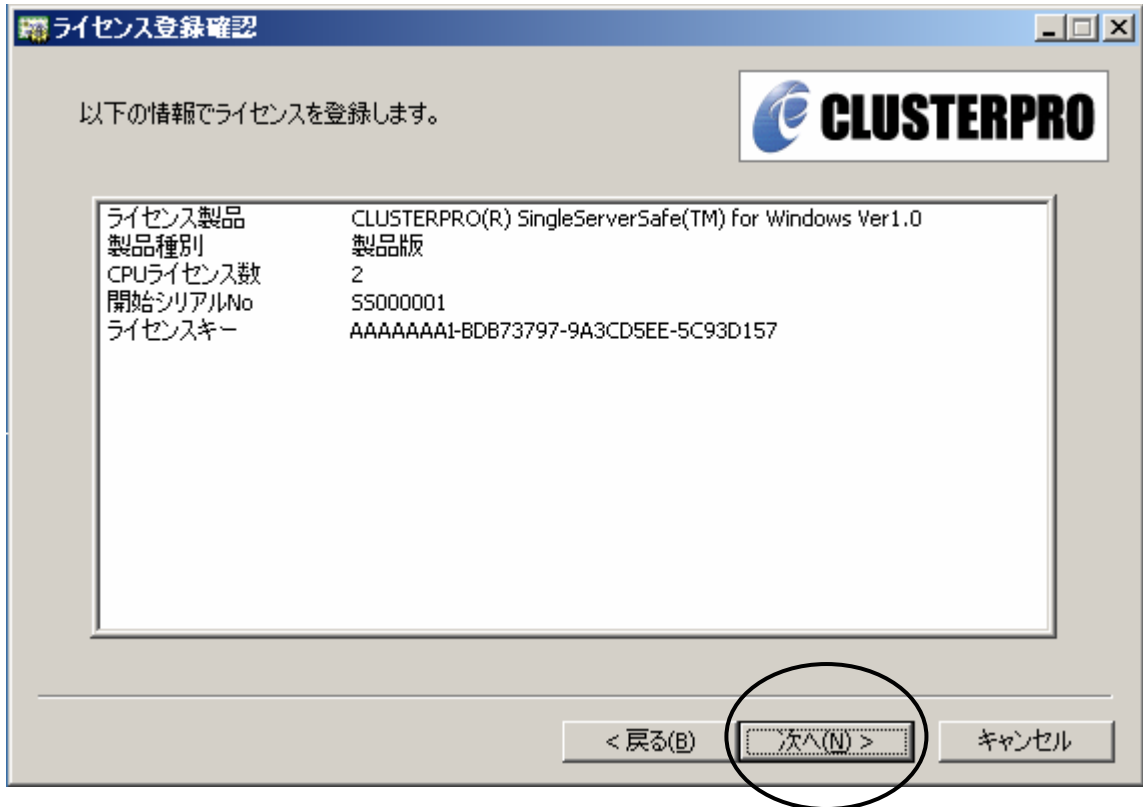 ライセンス登録確認
以下の情報でライセンスを登録します。
CLUSTERPRO
ライセンス製品 CLUSTERPRO(R) SingleServerSafe(TM) for Windows Ver1.0
製品種別 製品版
CPUライセンス数 2
開始シリアルNo SS000001
ライセンスキー AAAAAAA1-BDB73797-9A3CD5EE-5C93D157
< 戻る(B) 次へ(N) > キャンセル